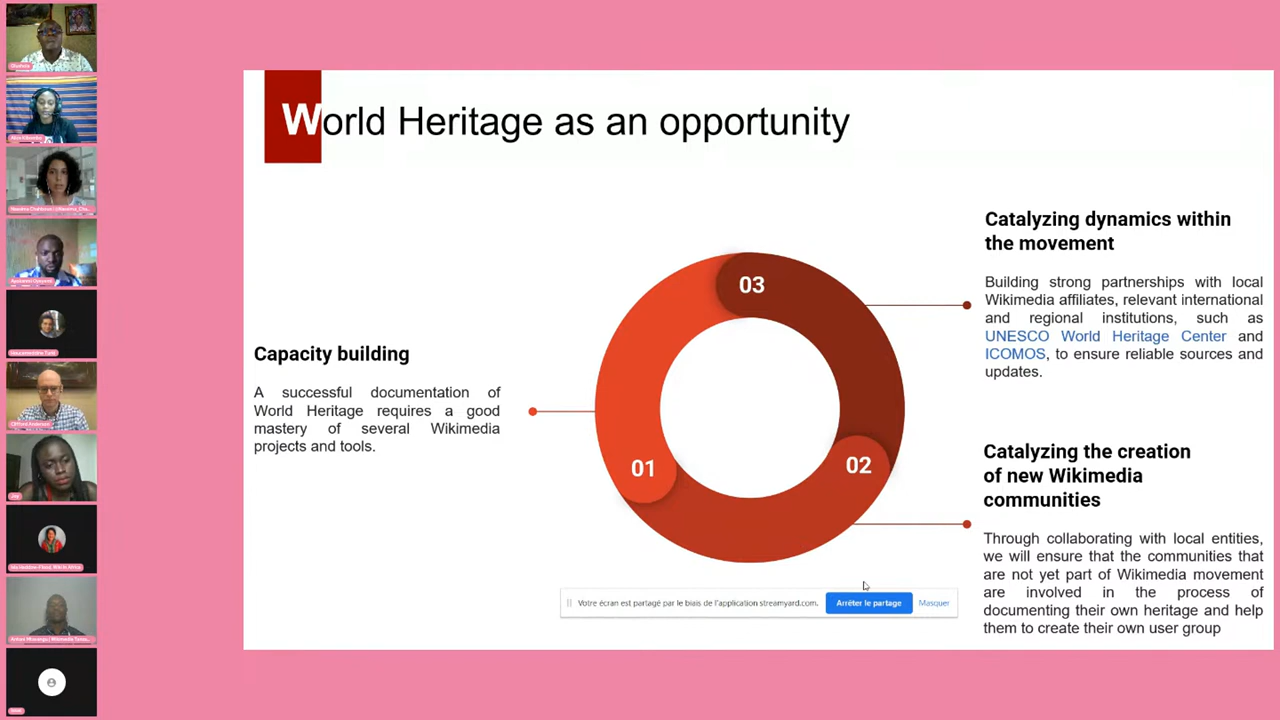 World Heritage as an opportunity
Capacity building
A successful documentation of
World Heritage requires a good
mastery of several Wikimedia
projects and tools.
03
01
02
Catalyzing dynamics within
the movement
Building strong partnerships with local
Wikimedia affiliates, relevant international
and regional institutions, such as
UNESCO World Heritage Center and
ICOMOS, to ensure reliable sources and
updates.
Catalyzing the creation
of new Wikimedia
communities
Through collaborating with local entities,
we will ensure that the communities that
are not yet part of Wikimedia movement
are involved in the process of
documenting their own heritage and help
them to create their own user group
Votre écran est partagé par le biais de l'application streamyard.com.
Arrêter le partage
Masquer
Clifford Anderson
Joy